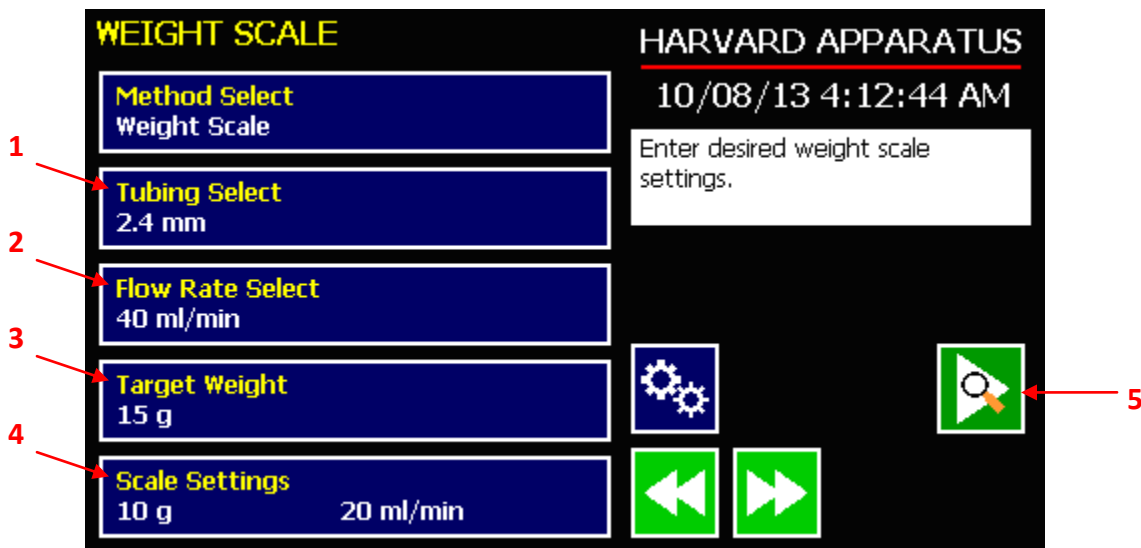 WEIGHT SCALE
Method Select
Weight Scale
1
Tubing Select
2.4 mm
2
Flow Rate Select
40 ml/min
3
Target Weight
15 g
4
Scale Settings
10 g 20 ml/min
HARVARD APPARATUS
10/08/13 4:12:44 AM
Enter desired weight scale
settings.
5